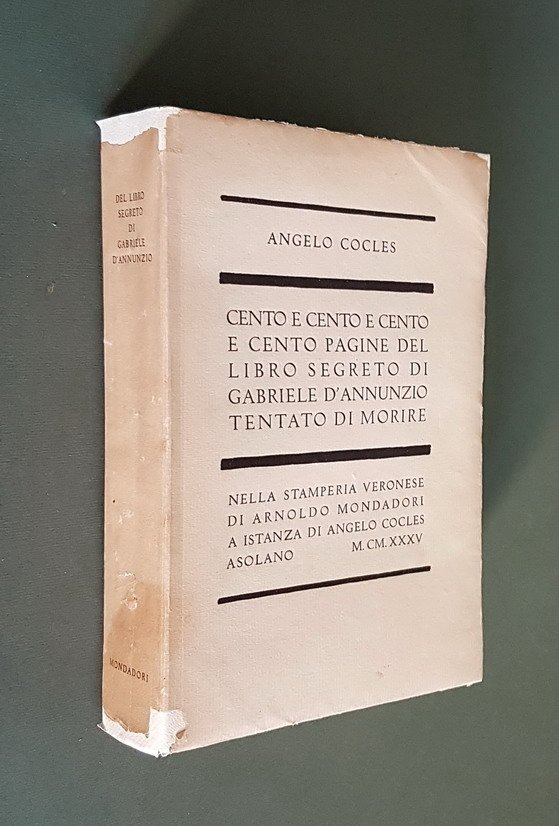 DEL LIBRO
SEGRETO
DI
GABRIELE
D'ANNUNZIO
MONDADORI
ANGELO COCLES
CENTO E CENTO E CENTO
E CENTO PAGINE DEL
LIBRO SEGRETO DI
GABRIELE D'ANNUNZIO
TENTATO DI MORIRE
NELLA STAMPERIA VERONESE
DI ARNOLDO MONDADORI
A ISTANZA DI ANGELO COCLES
ASOLANO M.CM.XXXV